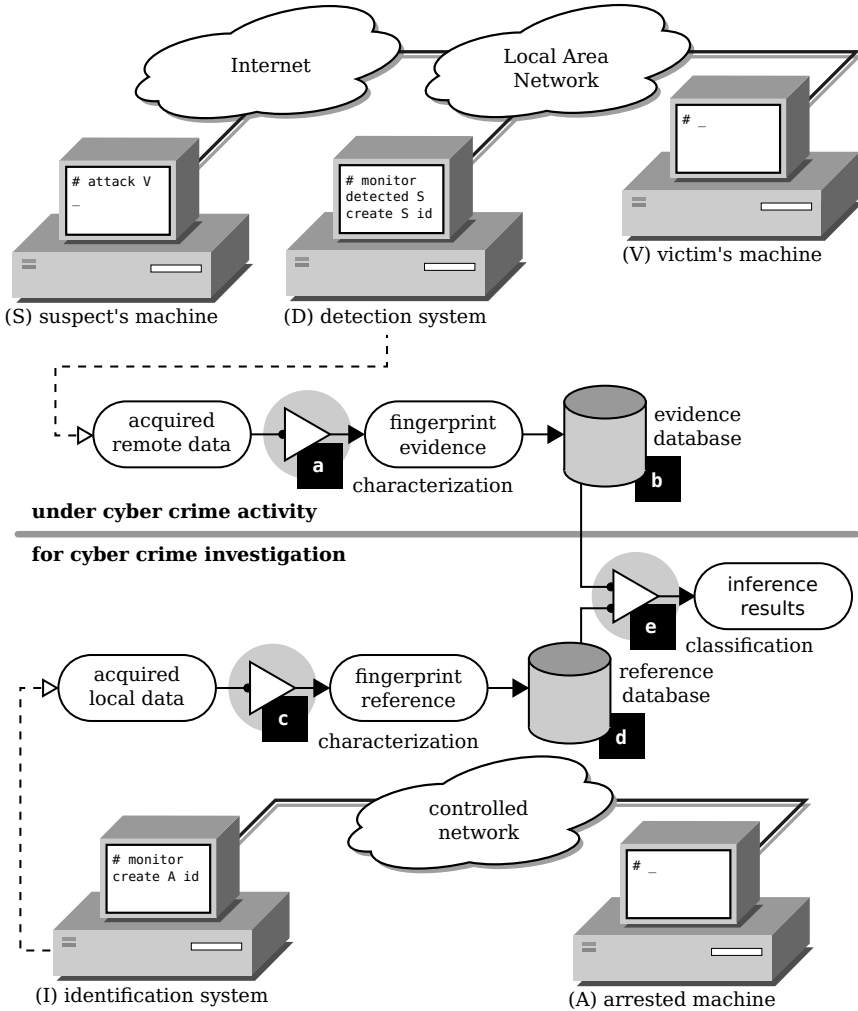 Internet
Local Area
Network
# attack V
_
# monitor
detected S
create S id
# _
(S) suspect's machine
(D) detection system
(V) victim's machine
acquired
remote data
a
characterization
fingerprint
evidence
evidence
database
b
under cyber crime activity
for cyber crime investigation
e
classification
inference
results
acquired
local data
c
characterization
fingerprint
reference
reference
database
d
controlled
network
# monitor
create A id
# _
(I) identification system
(A) arrested machine